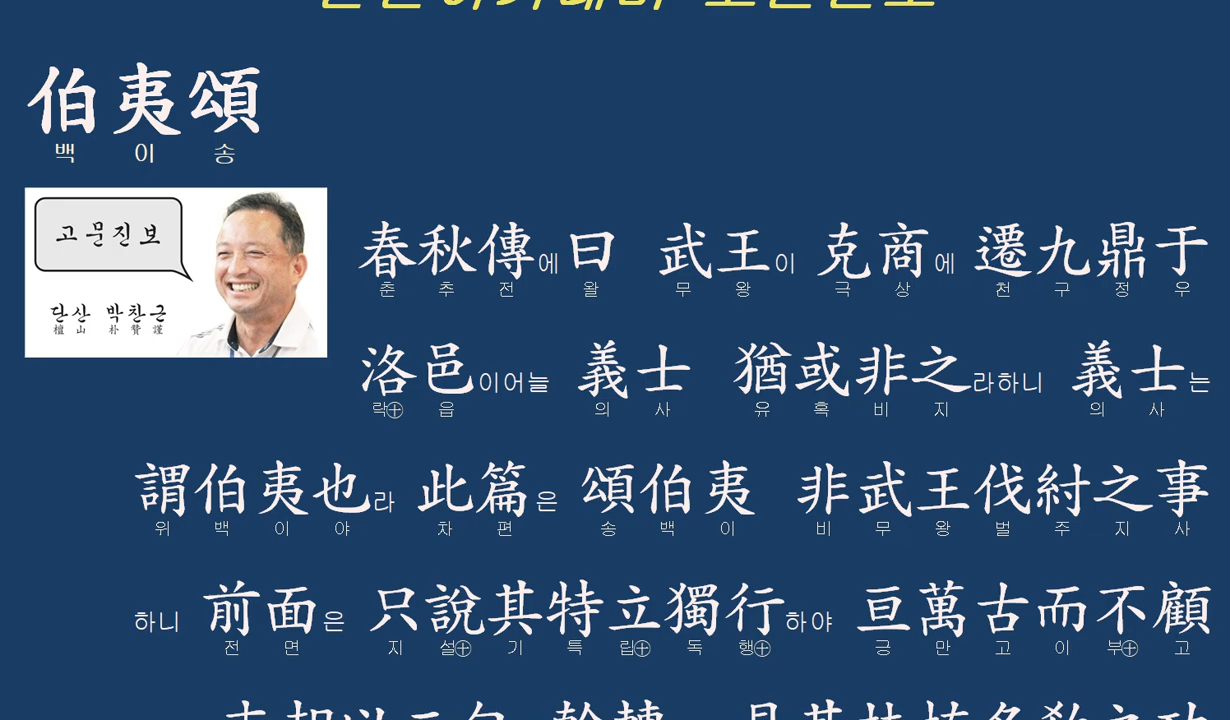 伯夷頌
백 이 송
고문진보
단산 박찬근
檀 山 朴 贊 謹
春秋傳에曰 武王이 克商에 遷九鼎于
춘 추 전 왈 무 왕 극 상 천 구 정 우
洛邑이어늘 義士 猶或非之라하니 義士는
락㊉ 읍 의 사 유 혹 비 지 의 사
謂伯夷也라 此篇은 頌伯夷 非武王伐紂之事
위 백 이 야 차 편 송 백 이 비 무 왕 벌 주 지 사
하니 前面은 只說其特立獨行하야 亘萬古而不顧
전 면 지 설㊉ 기 특 립㊉ 독 행㊉ 긍 만 고 이 부㊉ 고